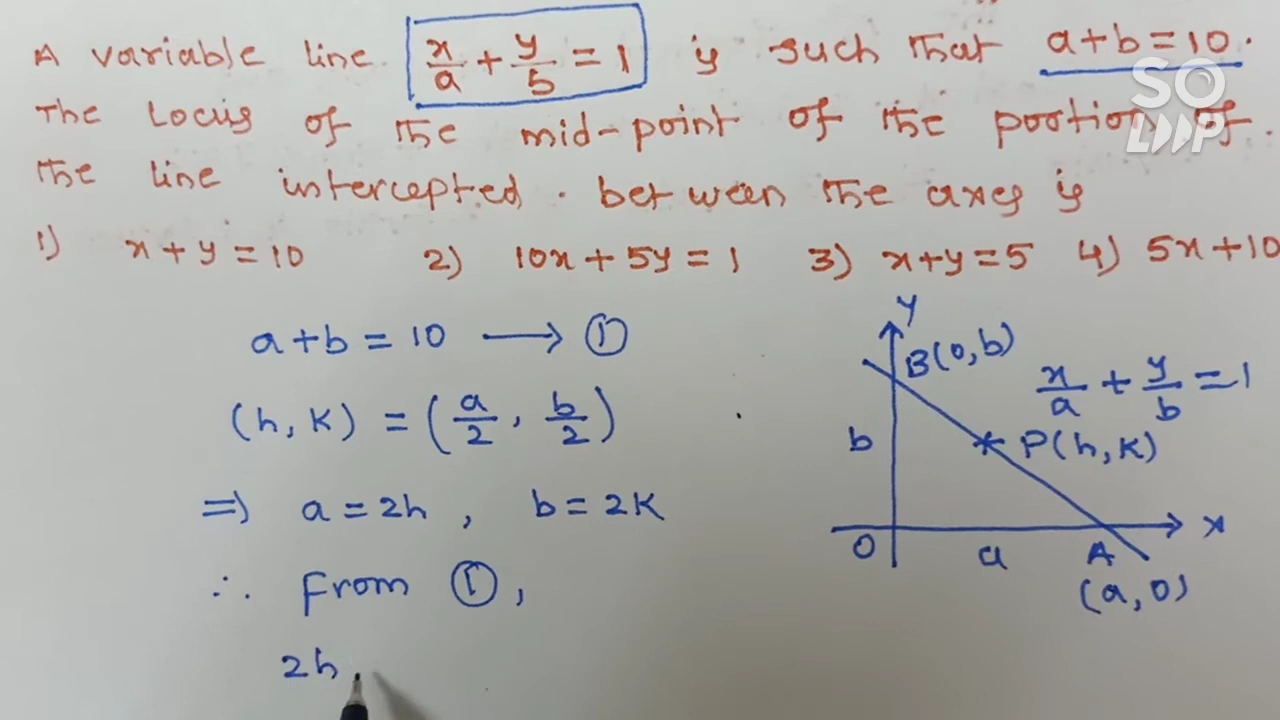 A variable line x/a + y/b = 1 is such that a+b=10.
The Locus of the mid-point of the portion of
the line intercepted between the axes is
1) x+y=10 2) 10x+5y=1 3) x+y=5 4) 5x+10
a+b=10 → ①
(h, k) = (a/2, b/2)
⇒ a=2h, b=2k
∴ From ①,
2h
y
B(0,b)
x/a + y/b = 1
b
P(h,k)
O a A x
(a,0)
SO
LOOP